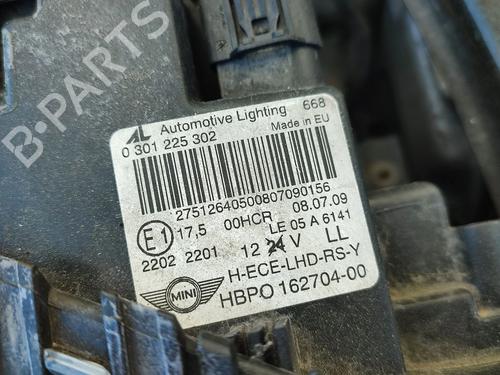 B-PARTS
AL Automotive Lighting 668
0 301 225 302 Made in EU
27512640500807090156
E1 17,5 00HCR 08.07.09
LE 05 A 6141
2202 2201 12 24 V LL
H-ECE-LHD-RS-Y
MINI HBPO 162704-00